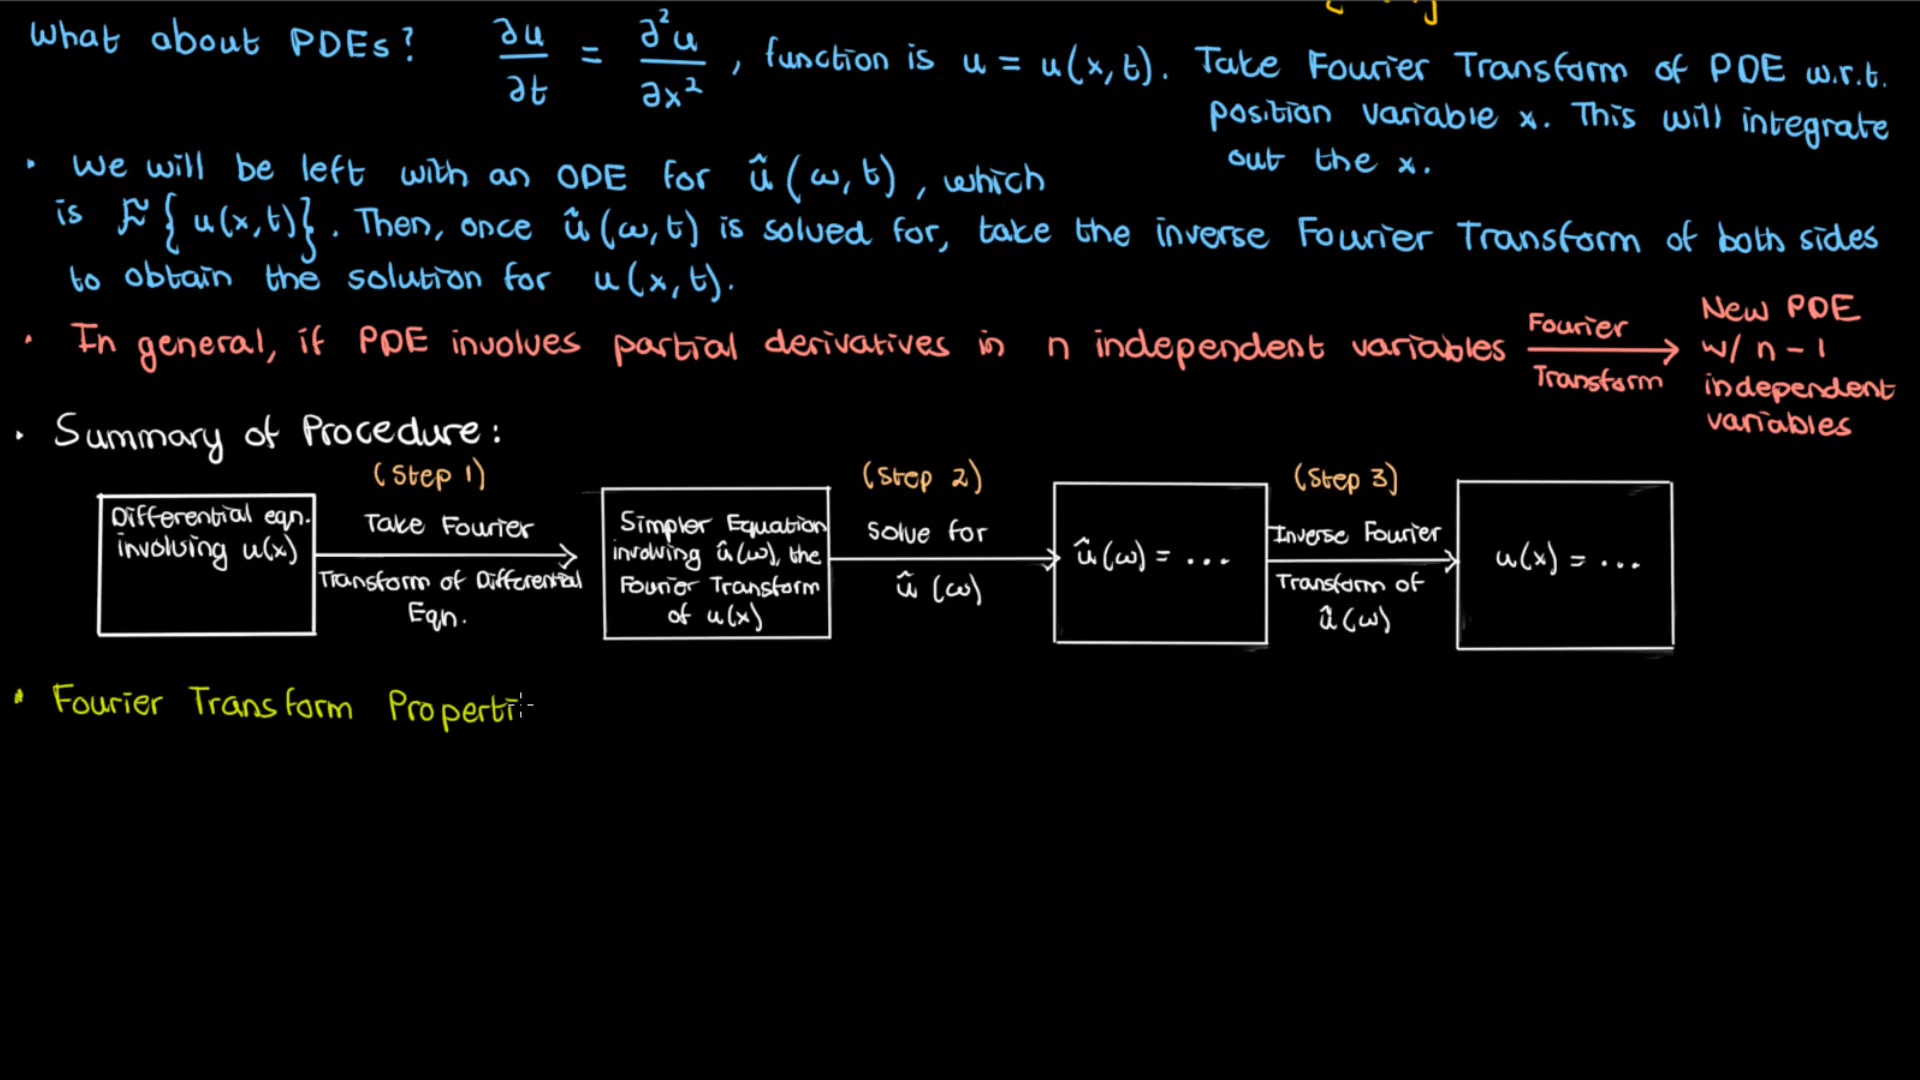 What about PDEs? ∂u/∂t = ∂²u/∂x², function is u = u(x,t). Take Fourier Transform of PDE w.r.t.
position variable x. This will integrate
out the x.
• We will be left with an ODE for û(ω,t), which
is ℱ{u(x,t)}. Then, once û(ω,t) is solved for, take the inverse Fourier Transform of both sides
to obtain the solution for u(x,t).
• In general, if PDE involves partial derivatives in n independent variables
Fourier
Transform
New PDE
w/ n-1
independent
variables
• Summary of Procedure:
Differential eqn.
involving u(x)
(Step 1)
Take Fourier
Transform of Differential
Eqn.
Simpler Equation
involving û(ω), the
Fourier Transform
of u(x)
(Step 2)
Solve for
û(ω)
û(ω) = ...
(Step 3)
Inverse Fourier
Transform of
û(ω)
u(x) = ...
• Fourier Transform Properti